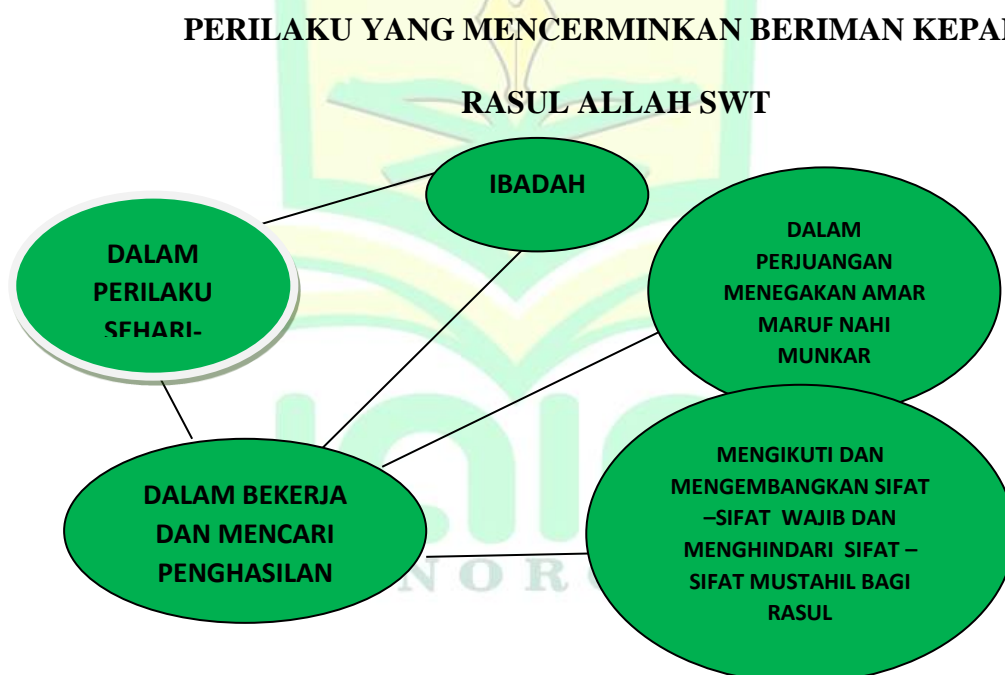 PERILAKU YANG MENCERMINKAN BERIMAN
RASUL ALLAH SWT
IBADAH
DALAM
PERILAKU
SEHARI-
DALAM
PERJUANGAN
MENEGAKAN AMAR
MARUF NAHI
MUNKAR
DALAM BEKERJA
DAN MENCARI
PENGHASILAN
MENGIKUTI DAN
MENGEMBANGKAN SIFAT
–SIFAT WAJIB DAN
MENGHINDARI SIFAT –
SIFAT MUSTAHIL BAGI
RASUL